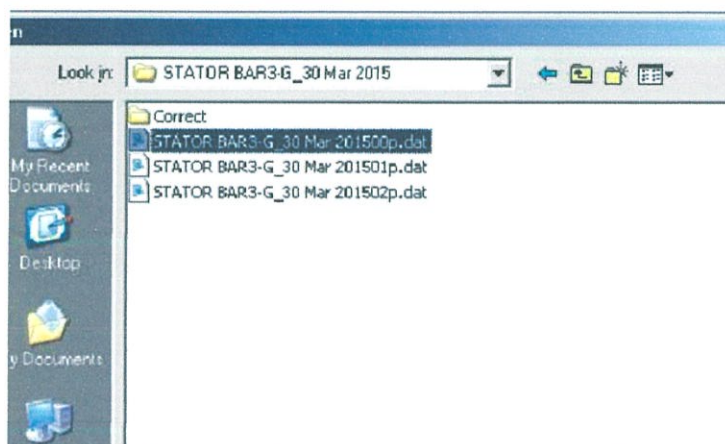 Look in: STATOR BAR3-G_30 Mar 2015
Correct
STATOR BAR3-G_30 Mar 201500p.dat
STATOR BAR3-G_30 Mar 201501p.dat
STATOR BAR3-G_30 Mar 201502p.dat
My Recent
Documents
Desktop
y Documents